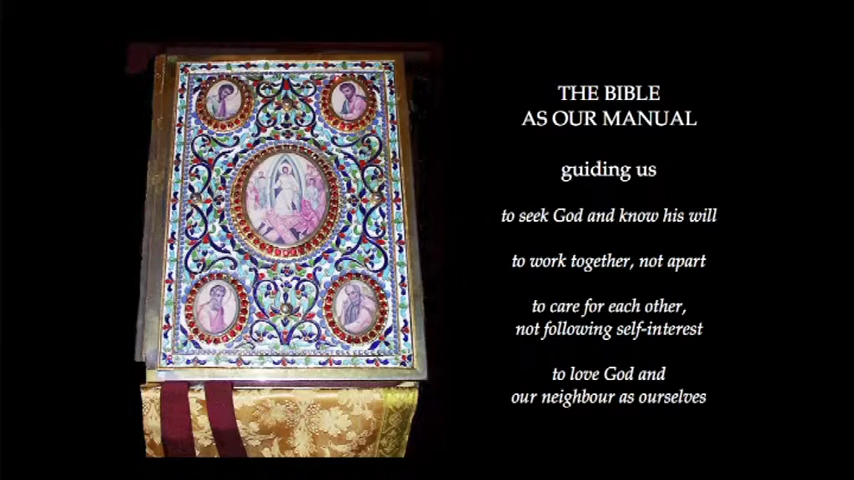 THE BIBLE
AS OUR MANUAL
guiding us
to seek God and know his will
to work together, not apart
to care for each other,
not following self-interest
to love God and
our neighbour as ourselves